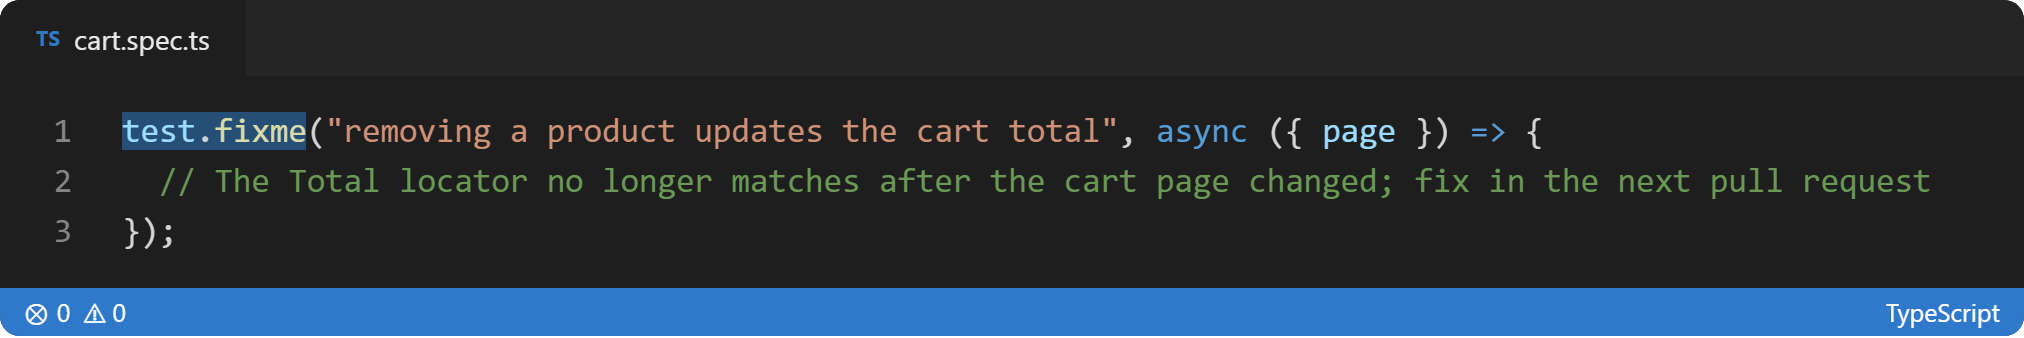 TS cart.spec.ts
1 test.fixme("removing a product updates the cart total", async ({ page }) => {
2 // The Total locator no longer matches after the cart page changed; fix in the next pull request
3 });
0 0 TypeScript